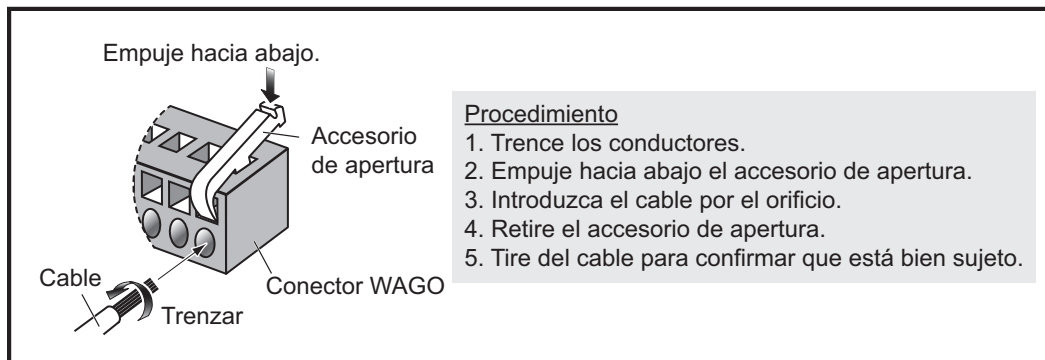 Empuje hacia abajo.
Accesorio
de apertura
Cable
Trenzar
Conector WAGO
Procedimiento
1. Trence los conductores.
2. Empuje hacia abajo el accesorio de apertura.
3. Introduzca el cable por el orificio.
4. Retire el accesorio de apertura.
5. Tire del cable para confirmar que está bien sujeto.